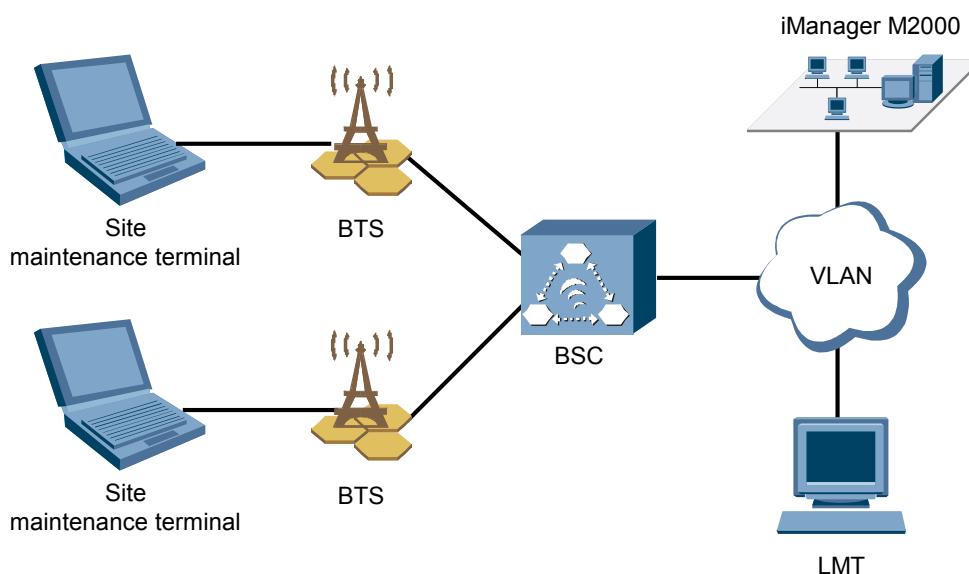 iManager M2000
Site
maintenance terminal
BTS
VLAN
BSC
Site
maintenance terminal
BTS
LMT